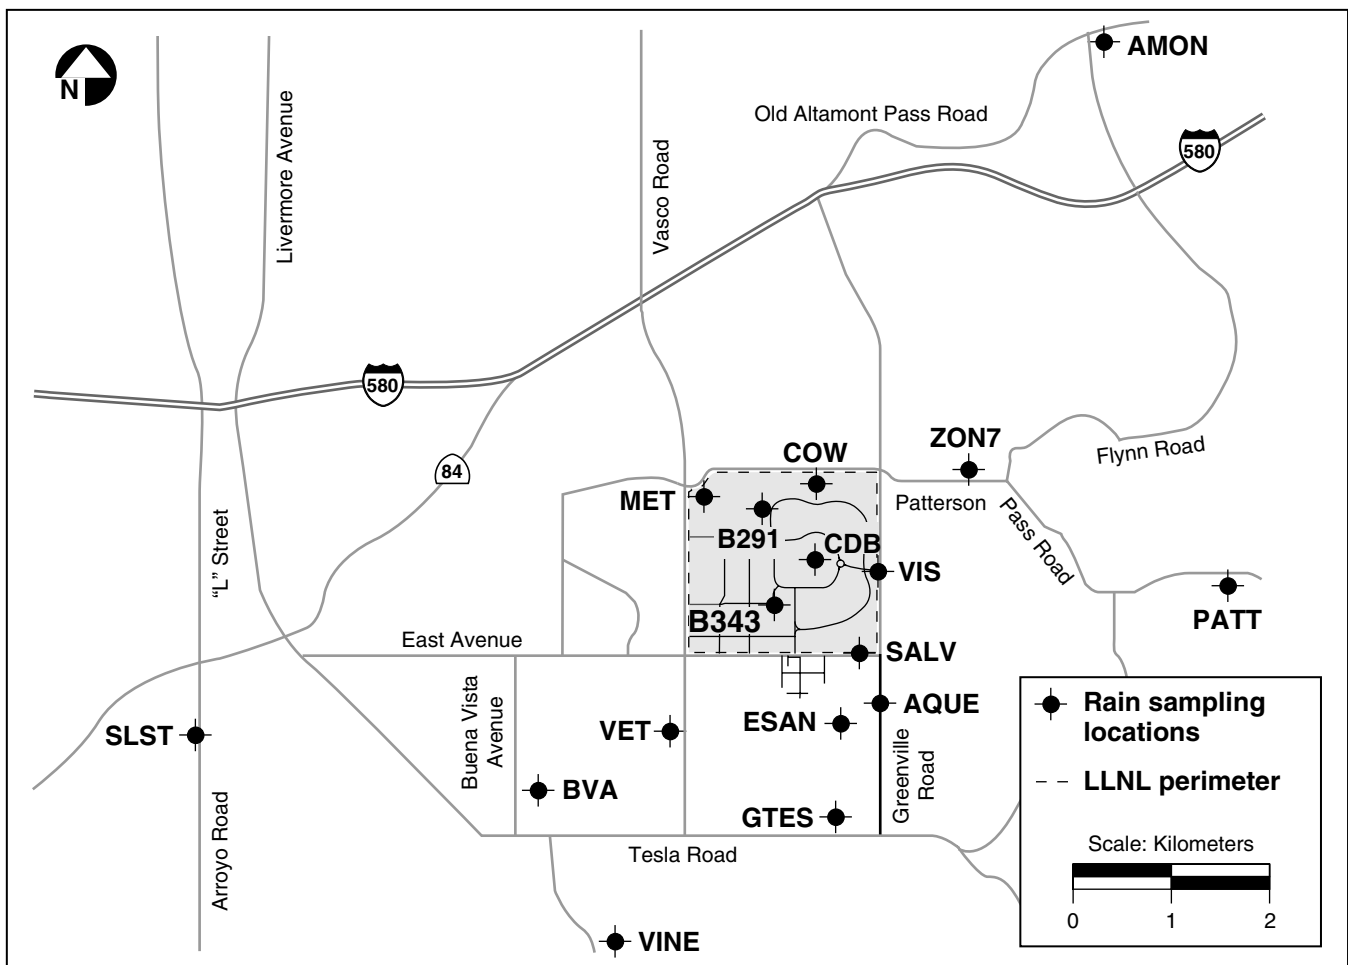 AMON
Old Altamont Pass Road
580
N
Livermore Avenue
Vasco Road
580
84
ZON7
COW
Flynn Road
MET
Patterson
Pass Road
B291
CDB
VIS
"L" Street
PATT
B343
East Avenue
SALV
Buena Vista
Avenue
VET
ESAN
AQUE
SLST
BVA
Greenville
Road
GTES
Arroyo Road
Tesla Road
VINE
Rain sampling
locations
LLNL perimeter
Scale: Kilometers
0 1 2